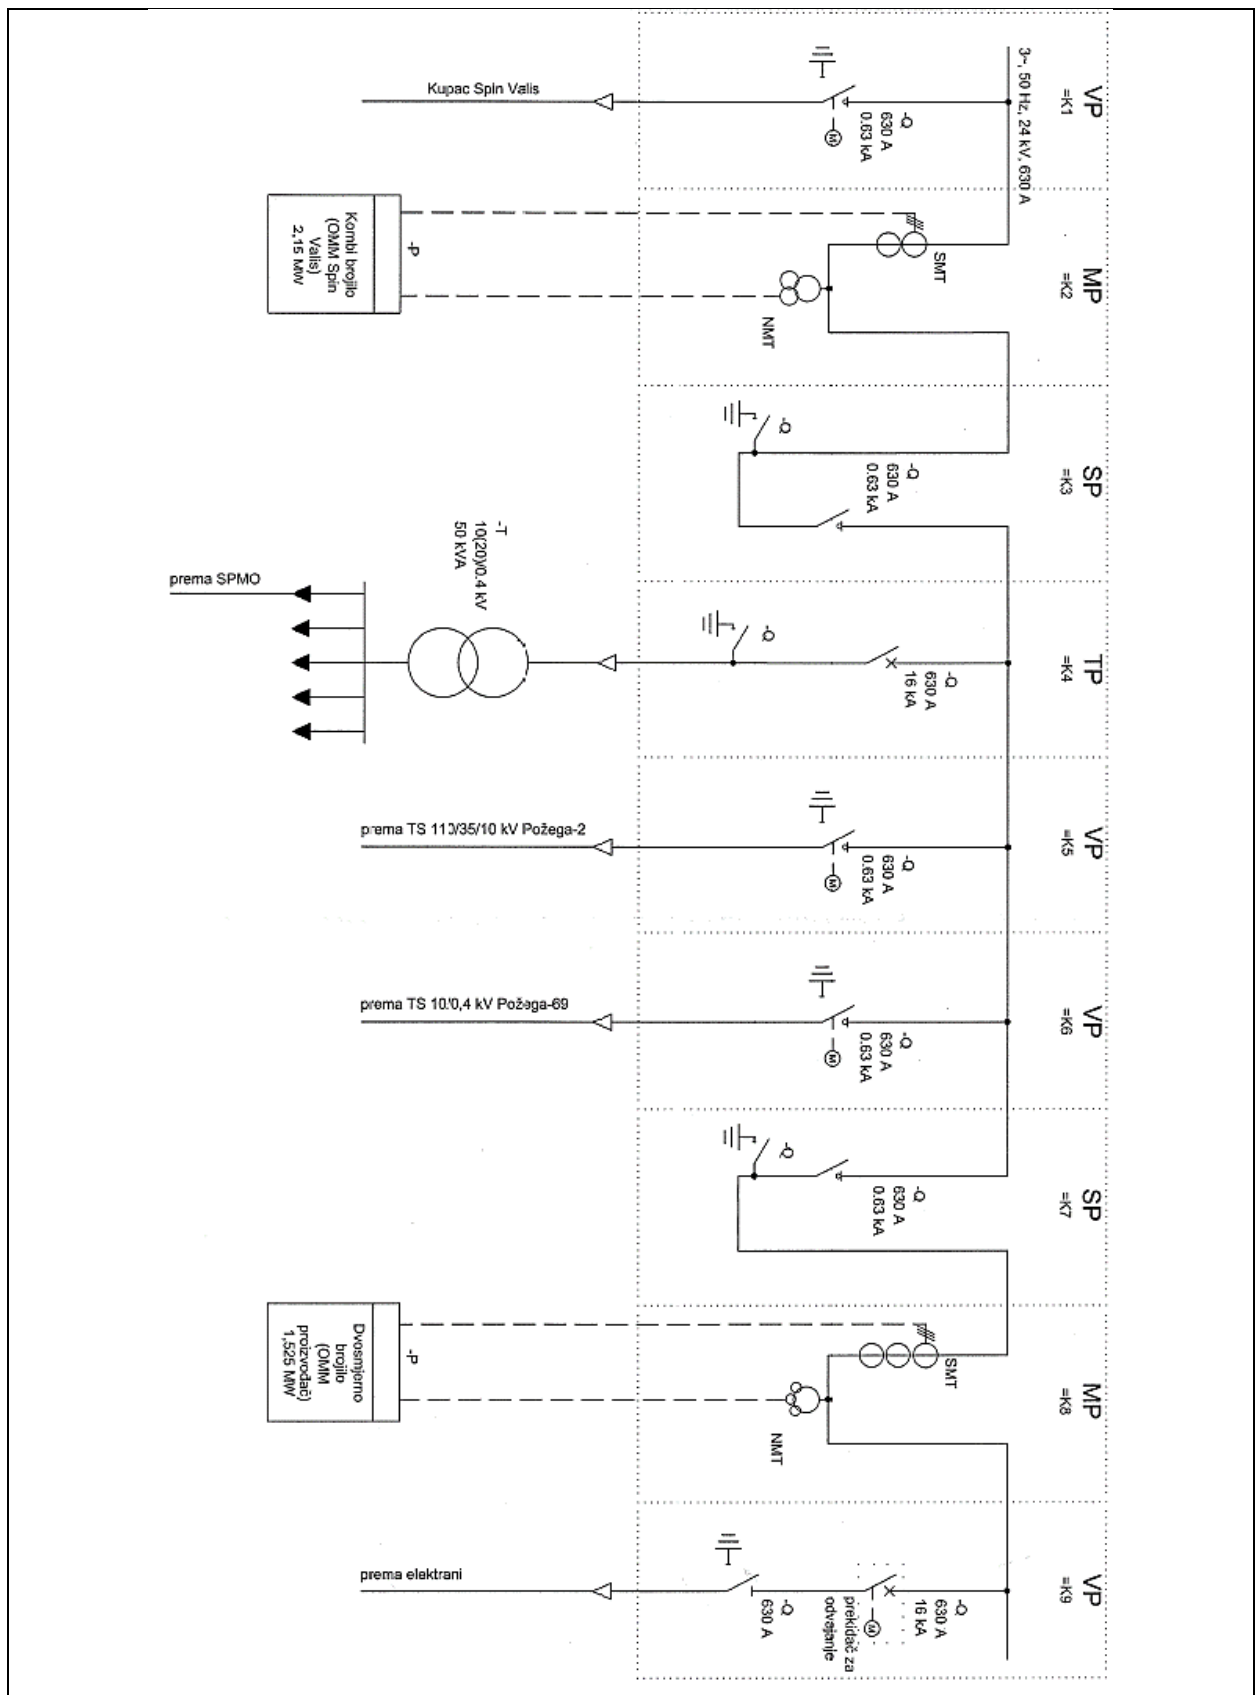 3~, 50 Hz, 24 kV, 630 A
VP
=K1
-Q
630 A
0.63 kA
M
Kupac Spin Valis
MP
=K2
SMT
NMT
-P
Kombi brojilo
(OMM Spin
Valis)
2,15 MW
SP
=K3
-Q
-Q
630 A
0.63 kA
TP
=K4
-Q
630 A
16 kA
-Q
-T
10(20)/0.4 kV
50 kVA
prema SPMO
VP
=K5
-Q
630 A
0.63 kA
M
prema TS 110/35/10 kV Požega-2
VP
=K6
-Q
630 A
0.63 kA
M
prema TS 10/0,4 kV Požega-69
SP
=K7
-Q
630 A
0.63 kA
-Q
MP
=K8
SMT
NMT
-P
Dvosmjerno
brojilo
(OMM
proizvođač)
1,525 MW
VP
=K9
-Q
630 A
16 kA
M
prekidač za
odvajanje
-Q
630 A
prema elektrani